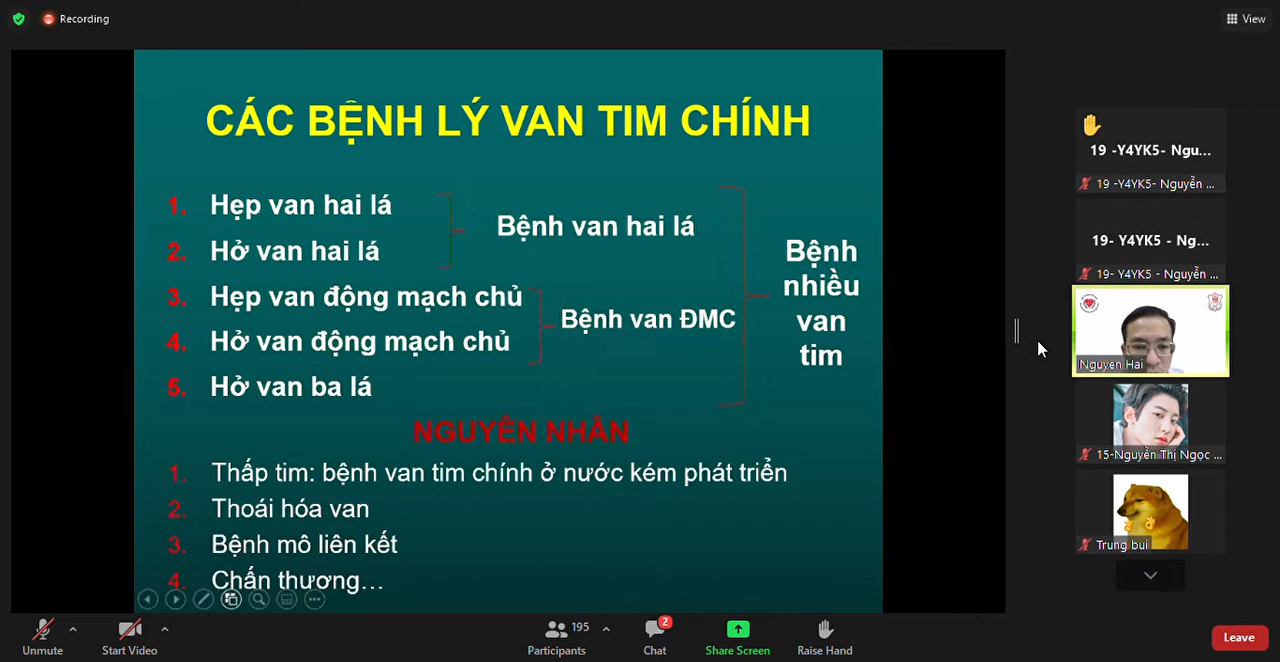 Recording
View
CÁC BỆNH LÝ VAN TIM CHÍNH
1. Hẹp van hai lá
2. Hở van hai lá
Bệnh van hai lá
3. Hẹp van động mạch chủ
4. Hở van động mạch chủ
Bệnh van ĐMC
5. Hở van ba lá
Bệnh
nhiều
van
tim
NGUYÊN NHÂN
1. Thấp tim: bệnh van tim chính ở nước kém phát triển
2. Thoái hóa van
3. Bệnh mô liên kết
4. Chấn thương...
19 -Y4YK5- Ngu...
19 -Y4YK5- Nguyễn ...
19- Y4YK5 - Ng...
19- Y4YK5 - Nguyễn ...
Nguyen Hai
15-Nguyễn Thị Ngọc ...
Trung bui
Unmute
Start Video
195
Participants
2
Chat
Share Screen
Raise Hand
Leave